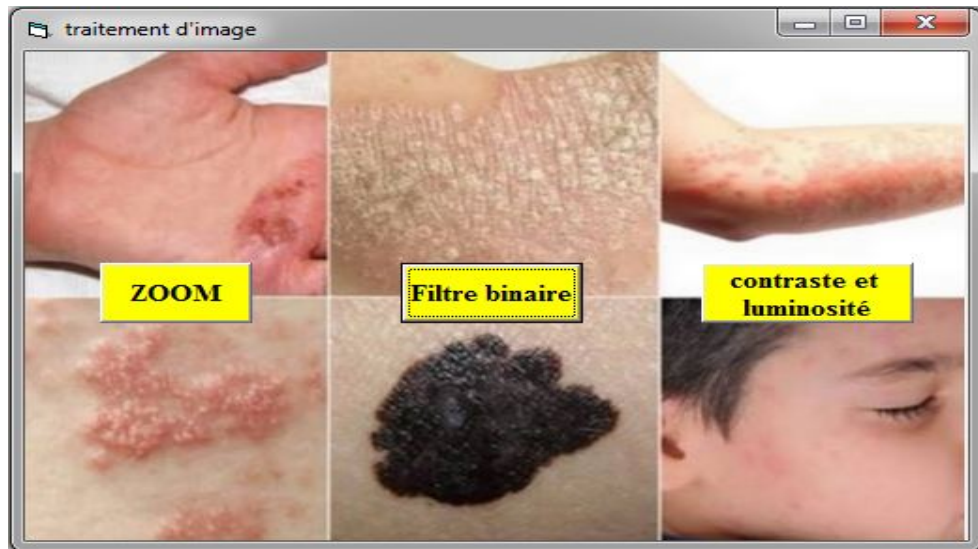 traitement d'image
ZOOM
Filtre binaire
contraste et
luminosité